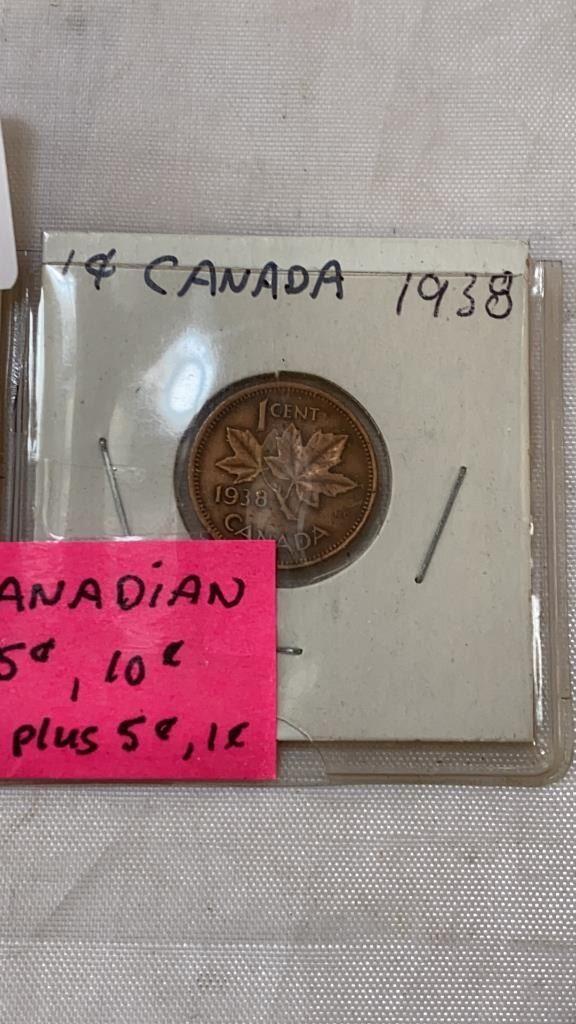 1¢ CANADA 1938
1 CENT
1938
CANADA
ANADiAN
5¢, 10¢
plus 5¢, 1¢